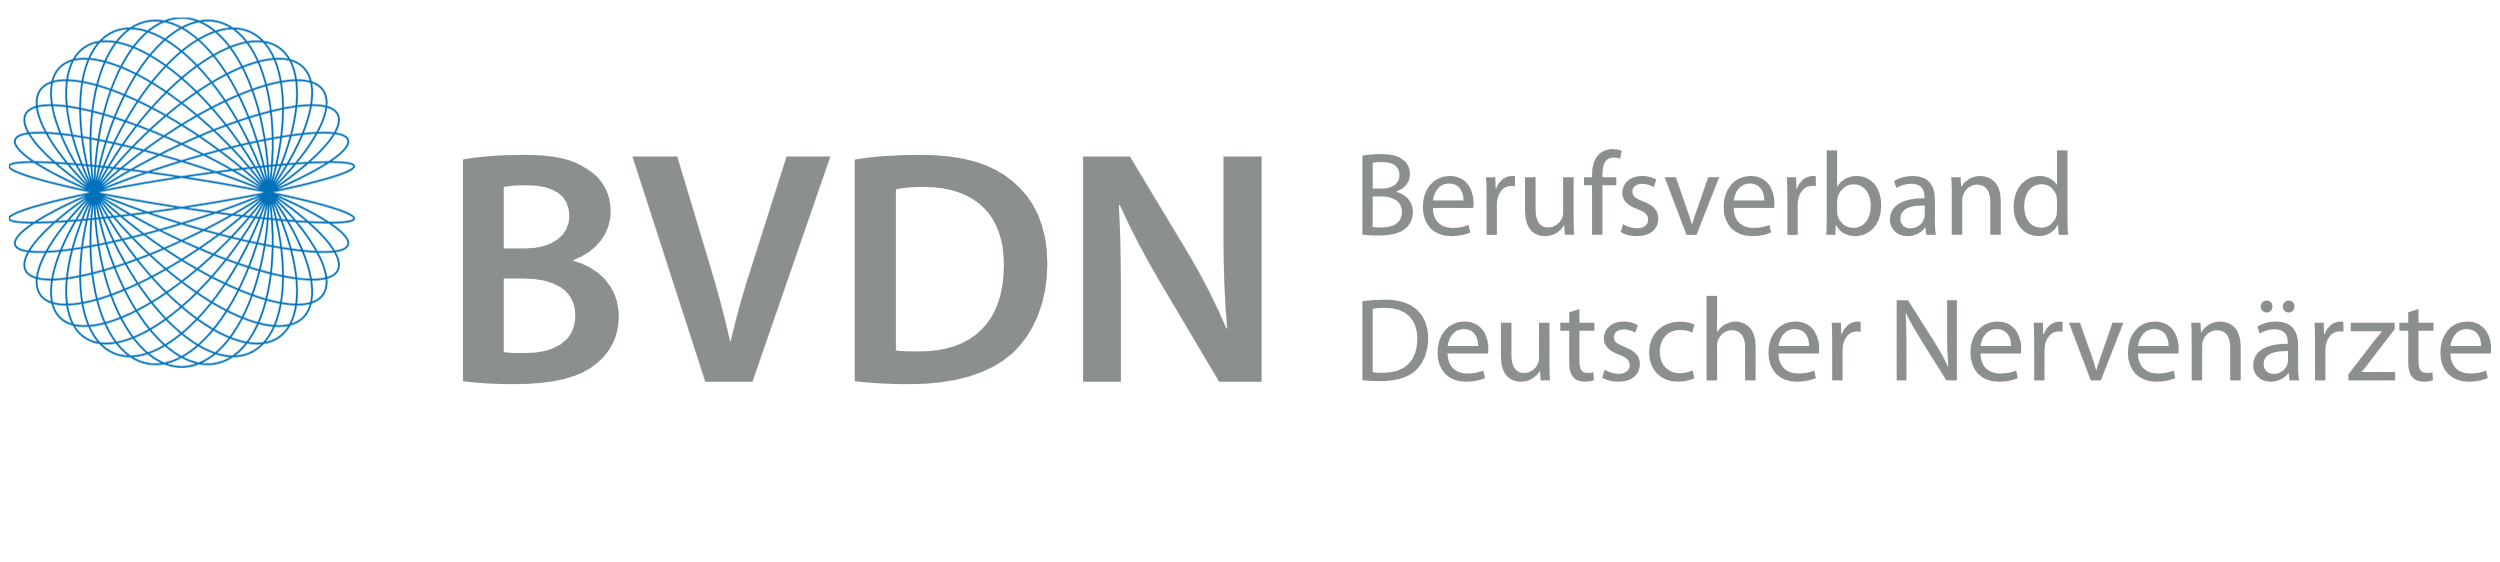 BVDN
Berufsverband
Deutscher Nervenärzte